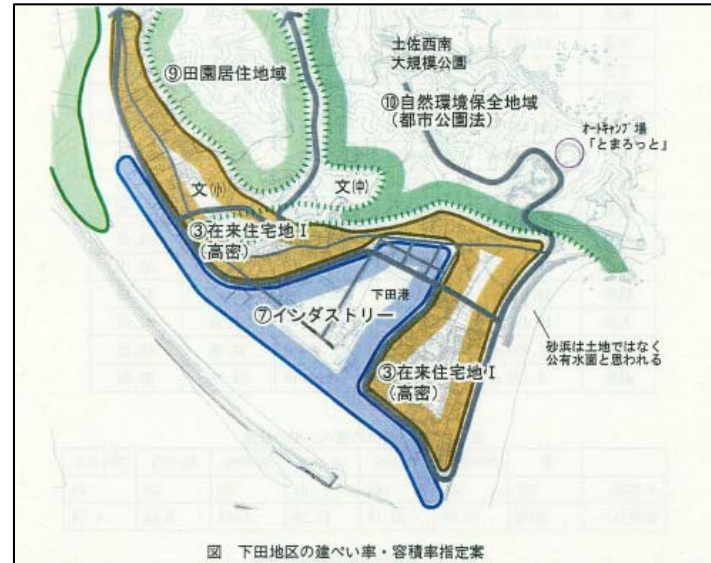 土佐西南
大規模公園
⑨田園居住地域
⑩自然環境保全地域
(都市公園法)
オートキャンプ場
「とまろっと」
文(小)
文(中)
③在来住宅地Ⅰ
(高密)
下田港
⑦インダストリー
砂浜は土地ではなく
公有水面と思われる
③在来住宅地Ⅰ
(高密)
図 下田地区の建ぺい率・容積率指定案